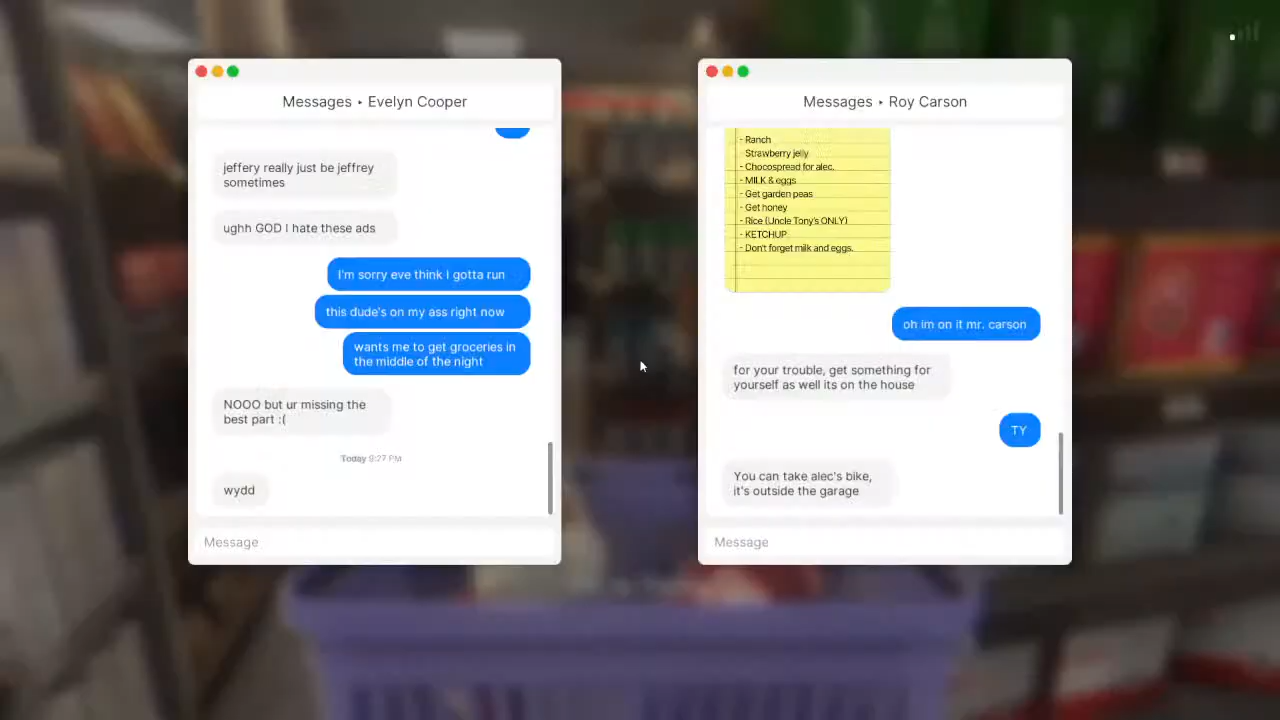 Messages ‣ Evelyn Cooper
jeffery really just be jeffrey
sometimes
ughh GOD I hate these ads
I'm sorry eve think I gotta run
this dude's on my ass right now
wants me to get groceries in
the middle of the night
NOOO but ur missing the
best part :(
Today 9:27 PM
wydd
Message
Messages ‣ Roy Carson
- Ranch
Strawberry jelly
- Chocospread for alec.
- MILK & eggs
- Get garden peas
- Get honey
- Rice (Uncle Tony's ONLY)
- KETCHUP
- Don't forget milk and eggs.
oh im on it mr. carson
for your trouble, get something for
yourself as well its on the house
TY
You can take alec's bike,
it's outside the garage
Message